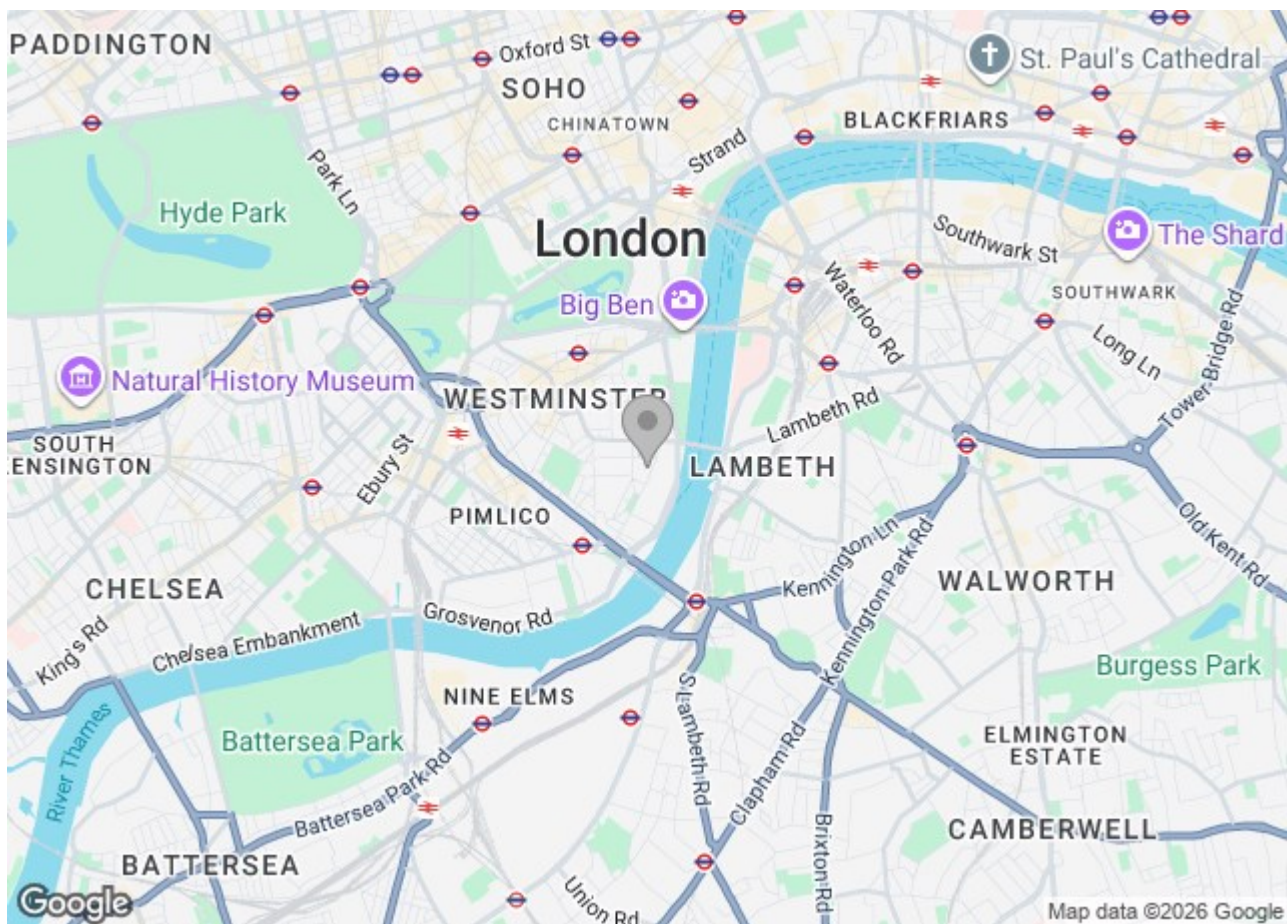 PADDINGTON
Oxford St
SOHO
CHINATOWN
St. Paul's Cathedral
BLACKFRIARS
Strand
Park Ln
Hyde Park
London
Southwark St
The Shard
Big Ben
Waterloo Rd
SOUTHWARK
Natural History Museum
Long Ln
Tower Bridge Rd
WESTMINSTER
Lambeth Rd
SOUTH
KENSINGTON
Ebury St
LAMBETH
PIMLICO
Old Kent Rd
CHELSEA
Kennington Ln
Kennington Park Rd
WALWORTH
King's Rd
Chelsea Embankment
Grosvenor Rd
Burgess Park
NINE ELMS
S Lambeth Rd
River Thames
Battersea Park
Clapham Rd
ELMINGTON
ESTATE
Battersea Park Rd
Brixton Rd
CAMBERWELL
BATTERSEA
Union Rd
Google
Map data ©2026 Google